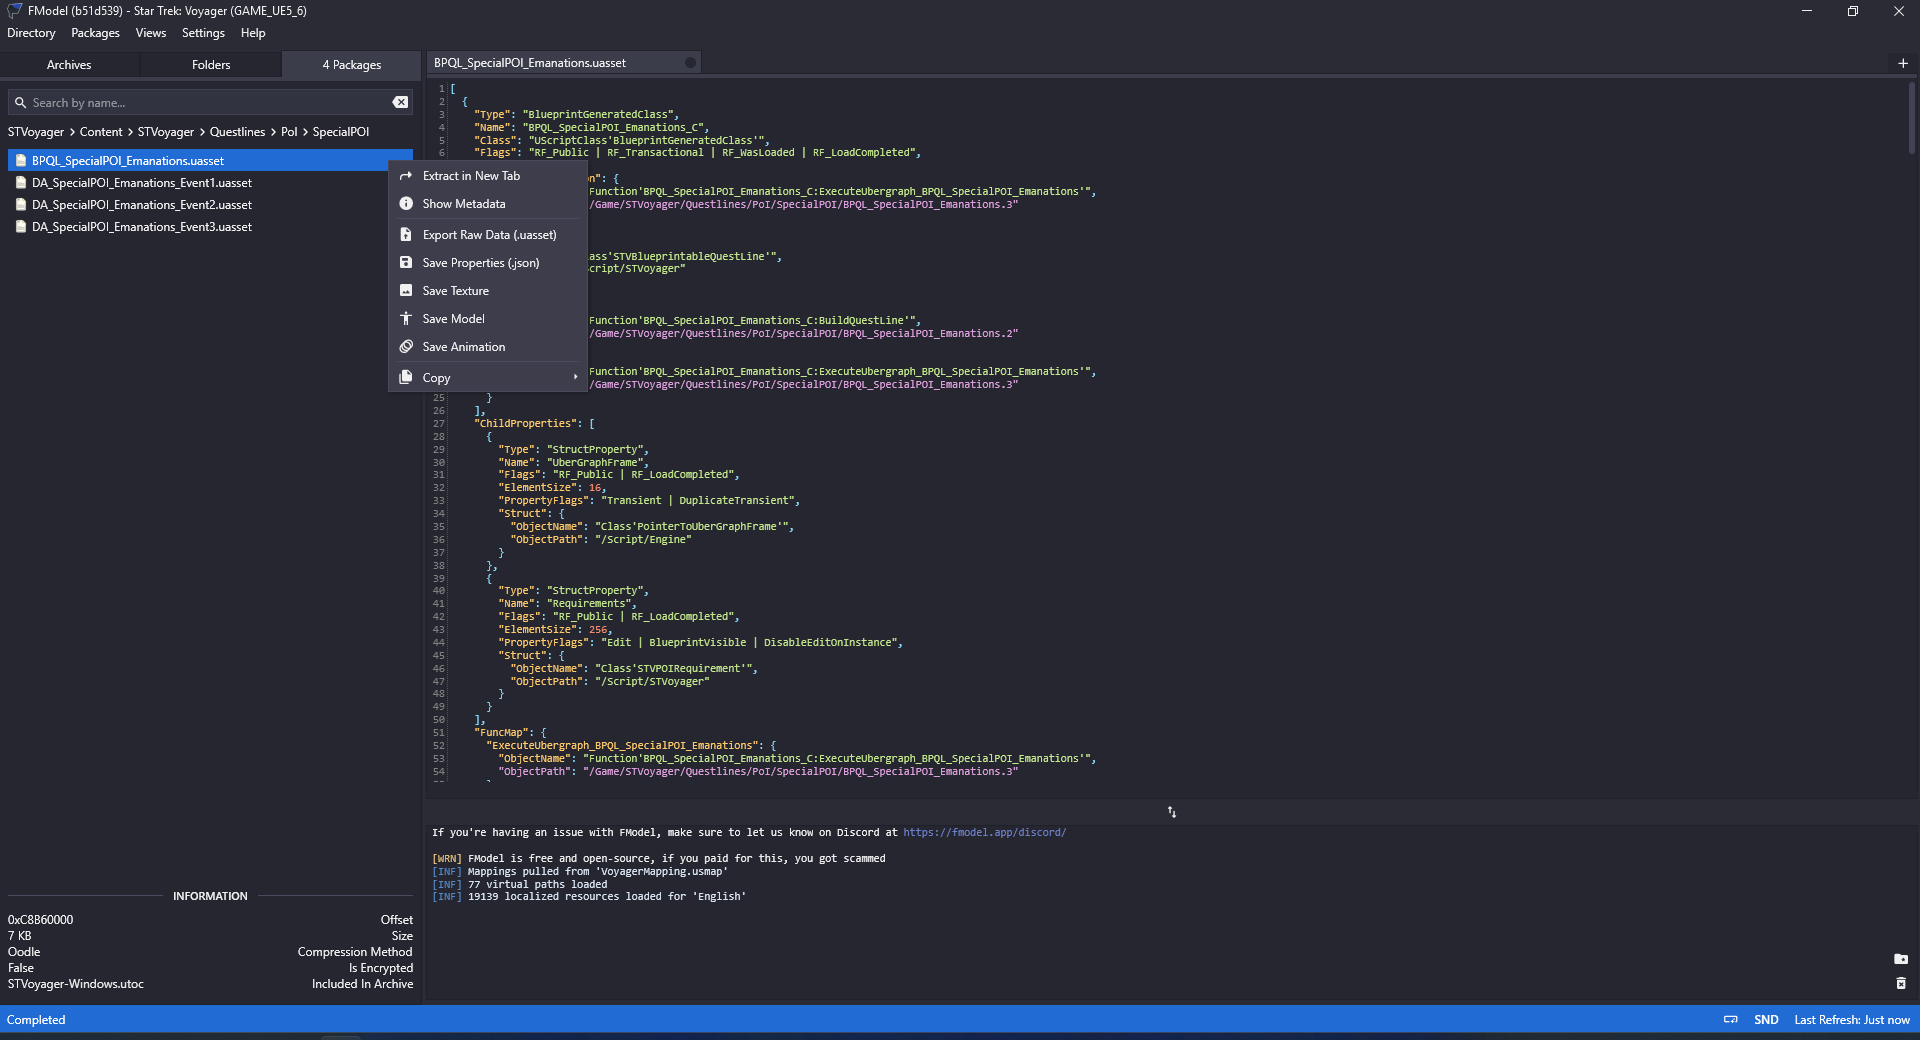 FModel (b51d539) - Star Trek: Voyager (GAME_UE5_6)
Directory Packages Views Settings Help
Archives Folders 4 Packages
Search by name...
STVoyager > Content > STVoyager > Questlines > PoI > SpecialPOI
BPQL_SpecialPOI_Emanations.uasset
DA_SpecialPOI_Emanations_Event1.uasset
DA_SpecialPOI_Emanations_Event2.uasset
DA_SpecialPOI_Emanations_Event3.uasset
Extract in New Tab
Show Metadata
Export Raw Data (.uasset)
Save Properties (.json)
Save Texture
Save Model
Save Animation
Copy
INFORMATION
0xC8B60000 Offset
7 KB Size
Oodle Compression Method
False Is Encrypted
STVoyager-Windows.utoc Included In Archive
BPQL_SpecialPOI_Emanations.uasset
1 [
2 {
3 "Type": "BlueprintGeneratedClass",
4 "Name": "BPQL_SpecialPOI_Emanations_C",
5 "Class": "UScriptClass'BlueprintGeneratedClass'",
6 "Flags": "RF_Public | RF_Transactional | RF_WasLoaded | RF_LoadCompleted",
on": {
Function'BPQL_SpecialPOI_Emanations_C:ExecuteUbergraph_BPQL_SpecialPOI_Emanations'",
/Game/STVoyager/Questlines/PoI/SpecialPOI/BPQL_SpecialPOI_Emanations.3"
lass'STVBlueprintableQuestLine'",
cript/STVoyager"
Function'BPQL_SpecialPOI_Emanations_C:BuildQuestLine'",
/Game/STVoyager/Questlines/PoI/SpecialPOI/BPQL_SpecialPOI_Emanations.2"
Function'BPQL_SpecialPOI_Emanations_C:ExecuteUbergraph_BPQL_SpecialPOI_Emanations'",
/Game/STVoyager/Questlines/PoI/SpecialPOI/BPQL_SpecialPOI_Emanations.3"
25 }
26 ],
27 "ChildProperties": [
28 {
29 "Type": "StructProperty",
30 "Name": "UberGraphFrame",
31 "Flags": "RF_Public | RF_LoadCompleted",
32 "ElementSize": 16,
33 "PropertyFlags": "Transient | DuplicateTransient",
34 "Struct": {
35 "ObjectName": "Class'PointerToUberGraphFrame'",
36 "ObjectPath": "/Script/Engine"
37 }
38 },
39 {
40 "Type": "StructProperty",
41 "Name": "Requirements",
42 "Flags": "RF_Public | RF_LoadCompleted",
43 "ElementSize": 256,
44 "PropertyFlags": "Edit | BlueprintVisible | DisableEditOnInstance",
45 "Struct": {
46 "ObjectName": "Class'STVPOIRequirement'",
47 "ObjectPath": "/Script/STVoyager"
48 }
49 }
50 ],
51 "FuncMap": {
52 "ExecuteUbergraph_BPQL_SpecialPOI_Emanations": {
53 "ObjectName": "Function'BPQL_SpecialPOI_Emanations_C:ExecuteUbergraph_BPQL_SpecialPOI_Emanations'",
54 "ObjectPath": "/Game/STVoyager/Questlines/PoI/SpecialPOI/BPQL_SpecialPOI_Emanations.3"
If you're having an issue with FModel, make sure to let us know on Discord at https://fmodel.app/discord/
[WRN] FModel is free and open-source, if you paid for this, you got scammed
[INF] Mappings pulled from 'VoyagerMapping.usmap'
[INF] 77 virtual paths loaded
[INF] 19139 localized resources loaded for 'English'
Completed
SND Last Refresh: Just now